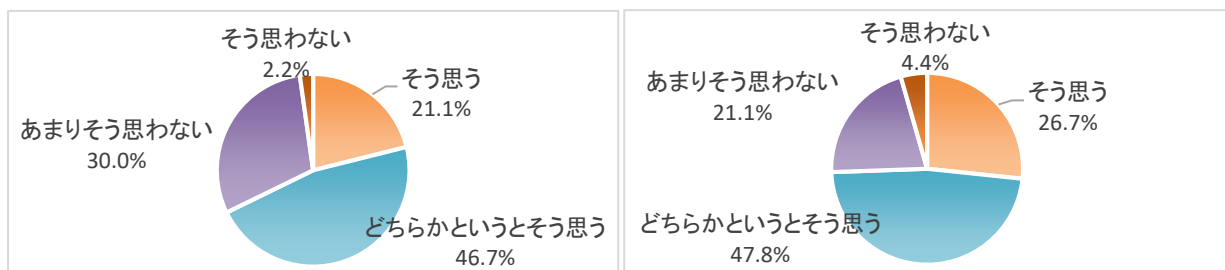 そう思わない
2.2%
そう思う
21.1%
あまりそう思わない
30.0%
どちらかというとそう思う
46.7%
そう思わない
4.4%
そう思う
26.7%
あまりそう思わない
21.1%
どちらかというとそう思う
47.8%